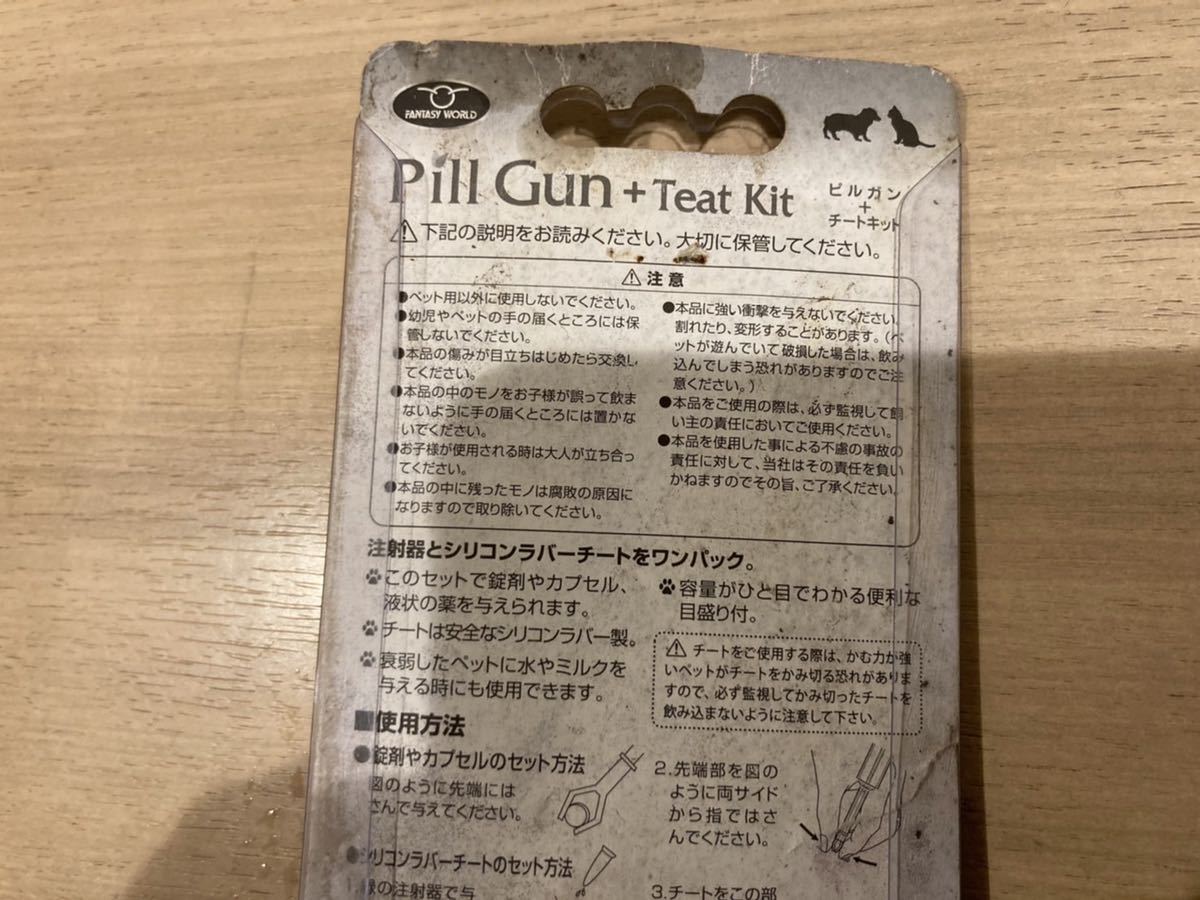 FANTASY WORLD
Pill Gun + Teat Kit
ピルガン
+
チートキット
下記の説明をお読みください。大切に保管してください。
注意
●ペット用以外に使用しないでください。
●幼児やペットの手の届くところには保
管しないでください。
●本品の傷みが目立ちはじめたら交換し
てください。
●本品の中のモノをお子様が誤って飲ま
ないように手の届くところには置かな
いでください。
●お子様が使用される時は大人が立ち合っ
てください。
●本品の中に残ったモノは腐敗の原因に
なりますので取り除いてください。
●本品に強い衝撃を与えないでください。
割れたり、変形することがあります。(ペ
ットが遊んでいて破損した場合は、飲み
込んでしまう恐れがありますのでご注
意ください。)
●本品をご使用の際は、必ず監視して飼
い主の責任においてご使用ください。
●本品を使用した事による不慮の事故の
責任に対して、当社はその責任を負い
かねますのでその旨、ご了承ください。
注射器とシリコンラバーチートをワンパック。
このセットで錠剤やカプセル、
液状の薬を与えられます。
チートは安全なシリコンラバー製。
衰弱したペットに水やミルクを
与える時にも使用できます。
容量がひと目でわかる便利な
目盛り付。
チートをご使用する際は、かむ力が強
いペットがチートをかみ切る恐れがありま
すので、必ず監視してかみ切ったチートを
飲み込まないように注意して下さい。
■使用方法
●錠剤やカプセルのセット方法
図のように先端には
さんで与えてください。
●シリコンラバーチートのセット方法
の注射器で与
2.先端部を図の
ように両サイド
から指ではさ
んでください。
3.チートをこの部